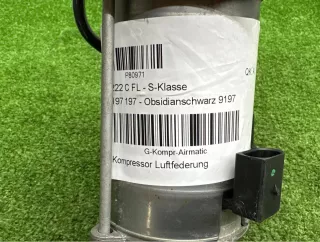 P80971
222 C FL - S-Klasse
197197 - Obsidianschwarz 9197
G-Kompr-Airmatic
Kompressor Luftfederung